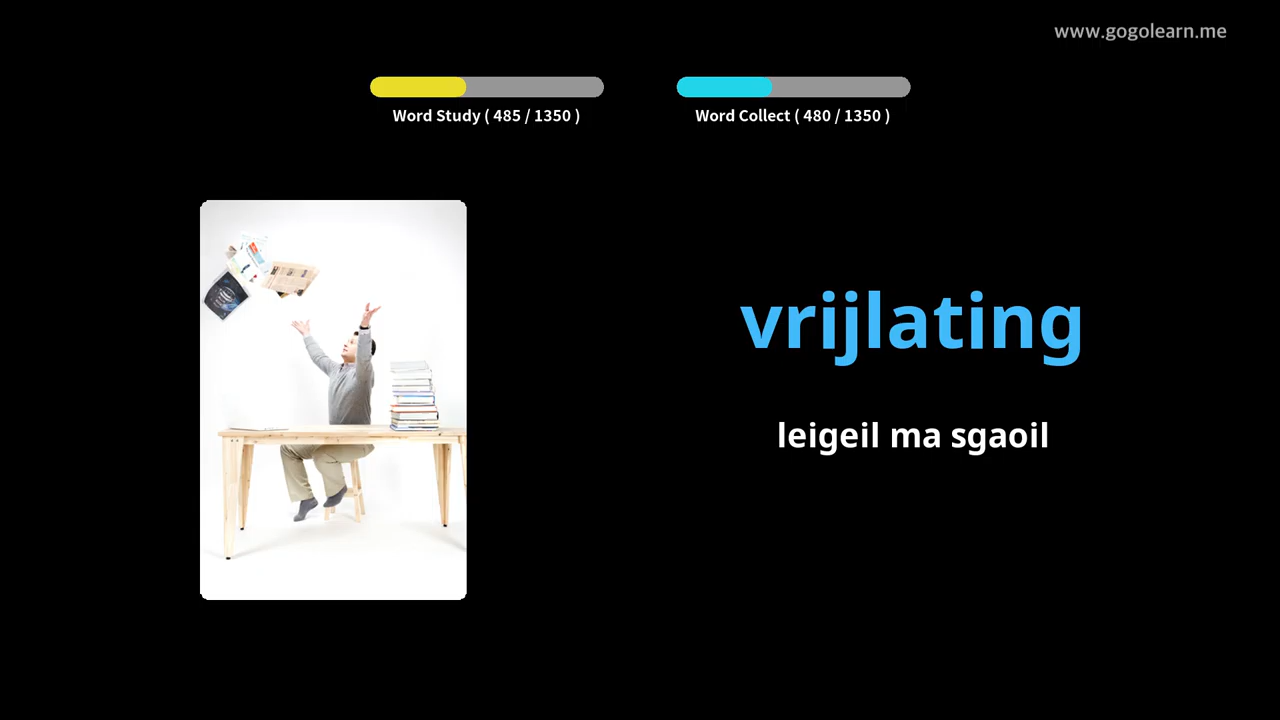 www.gogolearn.me
Word Study ( 485 / 1350 )
Word Collect ( 480 / 1350 )
vrijlating
leigeil ma sgaoil